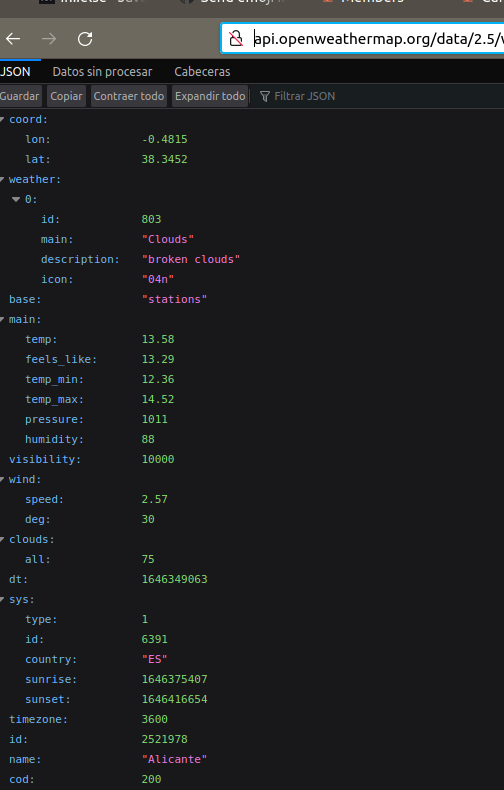 Members
api.openweathermap.org/data/2.5/
JSON Datos sin procesar Cabeceras
Guardar Copiar Contraer todo Expandir todo Filtrar JSON
coord:
lon: -0.4815
lat: 38.3452
weather:
0:
id: 803
main: "Clouds"
description: "broken clouds"
icon: "04n"
base: "stations"
main:
temp: 13.58
feels_like: 13.29
temp_min: 12.36
temp_max: 14.52
pressure: 1011
humidity: 88
visibility: 10000
wind:
speed: 2.57
deg: 30
clouds:
all: 75
dt: 1646349063
sys:
type: 1
id: 6391
country: "ES"
sunrise: 1646375407
sunset: 1646416654
timezone: 3600
id: 2521978
name: "Alicante"
cod: 200